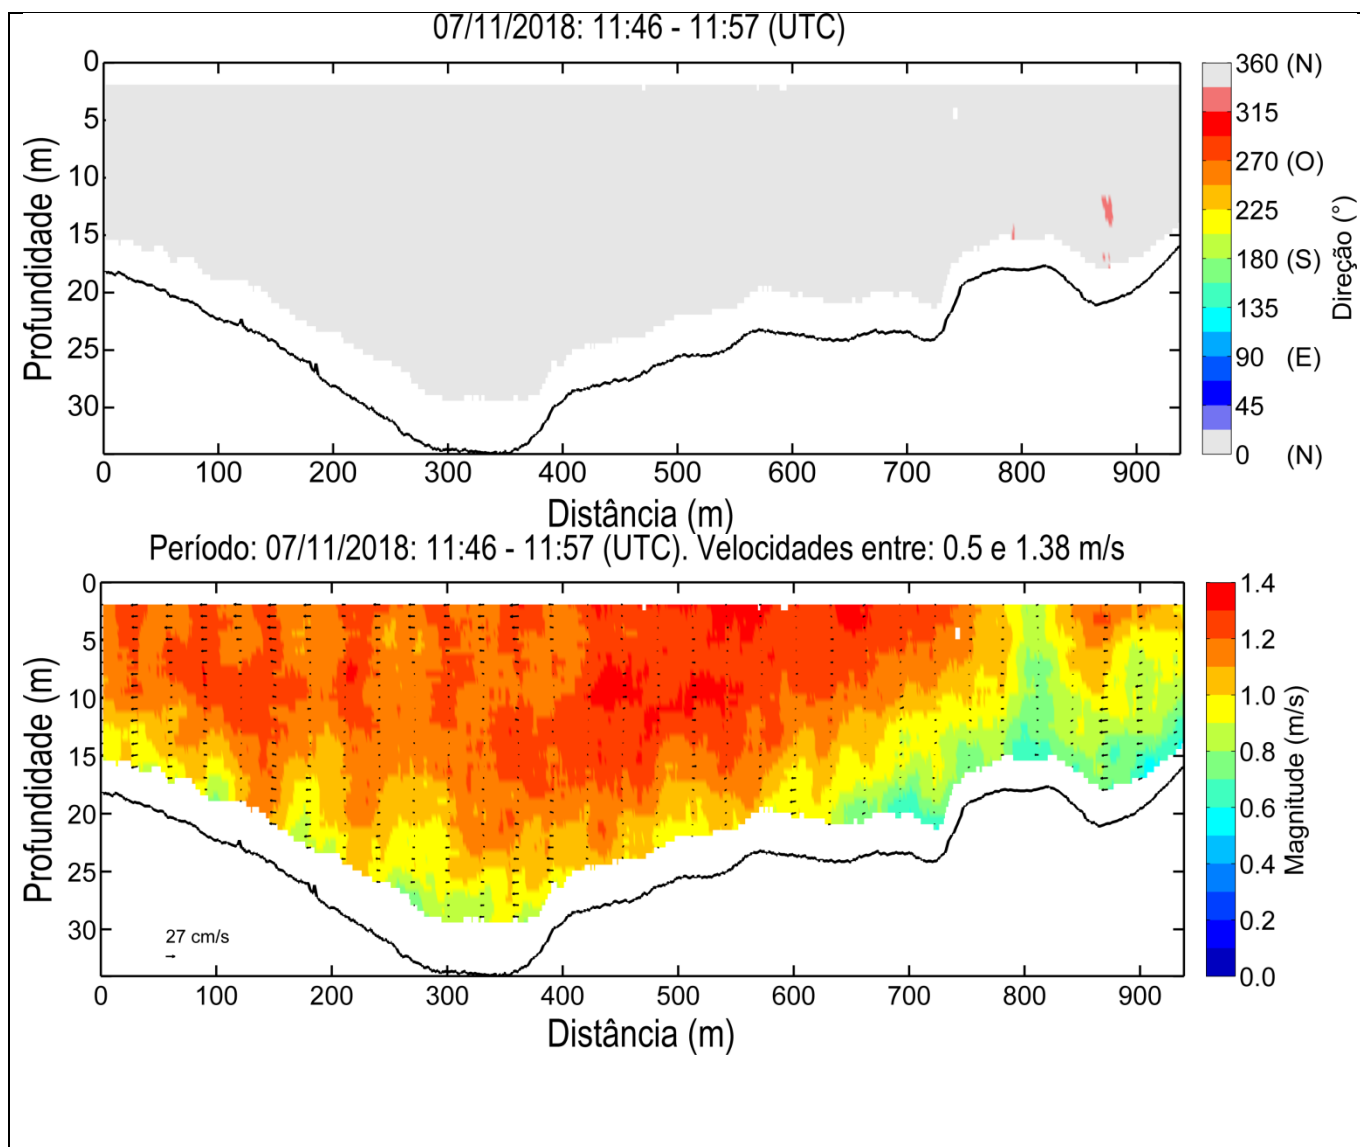 07/11/2018: 11:46 - 11:57 (UTC)
0
5
10
15
20
25
30
Profundidade (m)
0 100 200 300 400 500 600 700 800 900
Distância (m)
360 (N)
315
270 (O)
225
180 (S)
135
90 (E)
45
0 (N)
Direção (°)
Período: 07/11/2018: 11:46 - 11:57 (UTC). Velocidades entre: 0.5 e 1.38 m/s
0
5
10
15
20
25
30
Profundidade (m)
27 cm/s
0 100 200 300 400 500 600 700 800 900
Distância (m)
1.4
1.2
1.0
0.8
0.6
0.4
0.2
0.0
Magnitude (m/s)